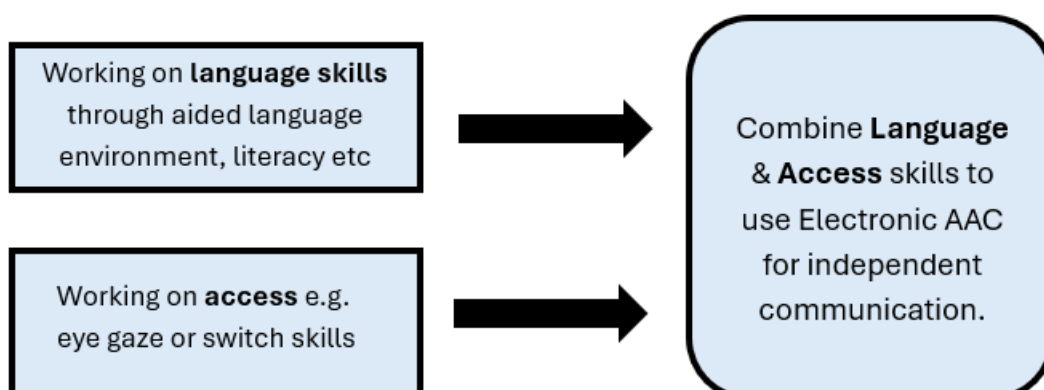 Working on language skills
through aided language
environment, literacy etc
Working on access e.g.
eye gaze or switch skills
Combine Language
& Access skills to
use Electronic AAC
for independent
communication.